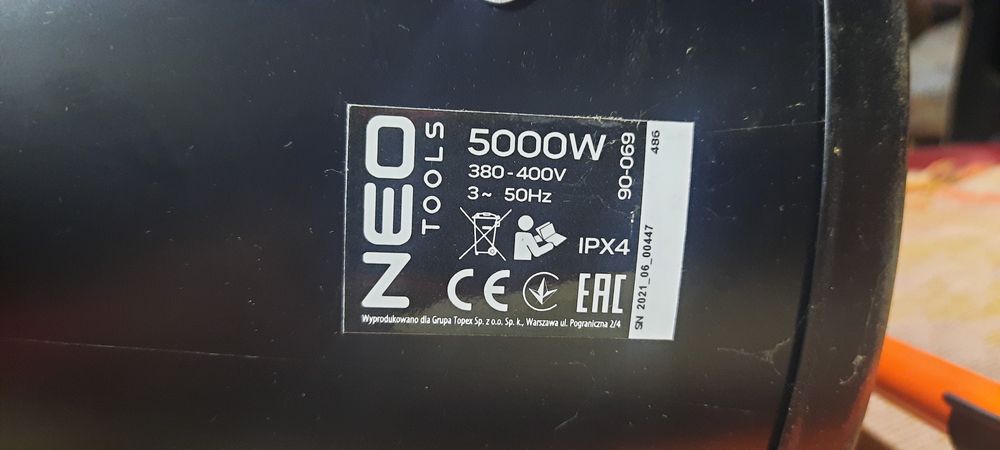 NEO
TOOLS
5000W
380-400V
3~ 50Hz
IPX4
CE
EAC
Wyprodukowano dla Grupa Topex Sp. z o.o. Sp. k., Warszawa ul. Pograniczna 2/4
90-069
SN 2021_06_00447
486